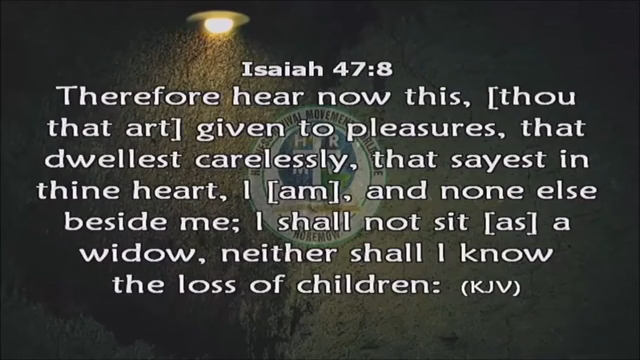 Isaiah 47:8
Therefore hear now this, [thou
that art] given to pleasures, that
dwellest carelessly, that sayest in
thine heart, I [am], and none else
beside me; I shall not sit [as] a
widow, neither shall I know
the loss of children: (KJV)